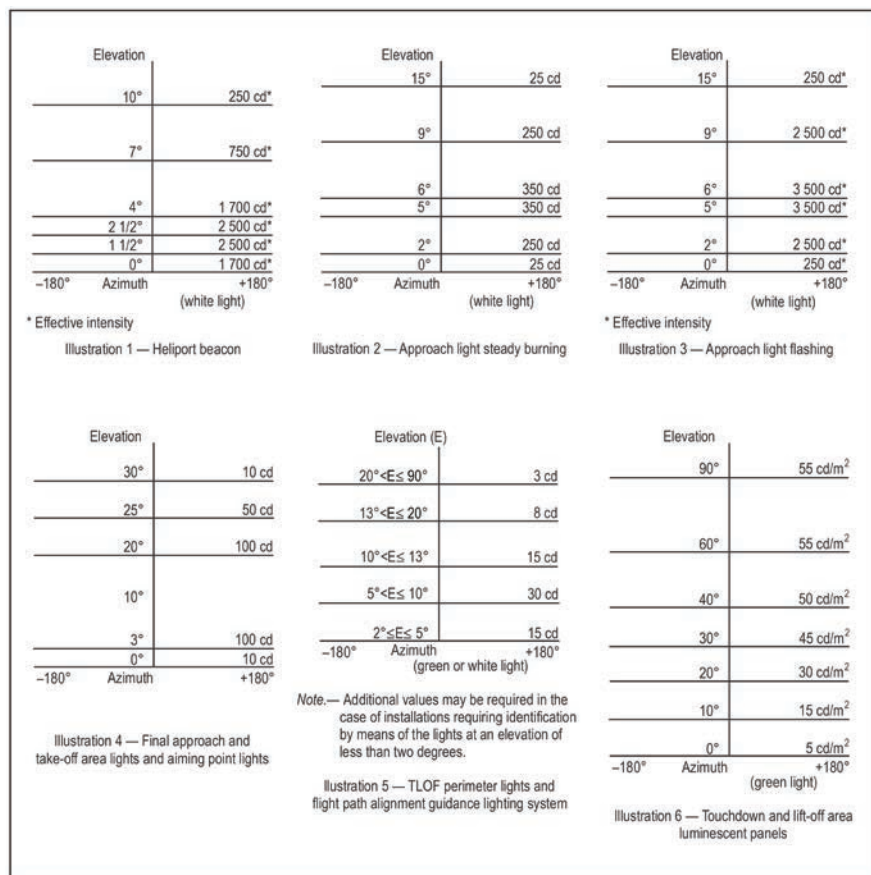 Elevation
10° 250 cd*
7° 750 cd*
4° 1 700 cd*
2 1/2° 2 500 cd*
1 1/2° 2 500 cd*
0° 1 700 cd*
–180° Azimuth +180°
(white light)
* Effective intensity
Illustration 1 — Heliport beacon
Elevation
15° 25 cd
9° 250 cd
6° 350 cd
5° 350 cd
2° 250 cd
0° 25 cd
–180° Azimuth +180°
(white light)
Illustration 2 — Approach light steady burning
Elevation
15° 250 cd*
9° 2 500 cd*
6° 3 500 cd*
5° 3 500 cd*
2° 2 500 cd*
0° 250 cd*
–180° Azimuth +180°
(white light)
* Effective intensity
Illustration 3 — Approach light flashing
Elevation
30° 10 cd
25° 50 cd
20° 100 cd
10°
3° 100 cd
0° 10 cd
–180° Azimuth +180°
Illustration 4 — Final approach and
take-off area lights and aiming point lights
Elevation (E)
20°<E≤ 90° 3 cd
13°<E≤ 20° 8 cd
10°<E≤ 13° 15 cd
5°<E≤ 10° 30 cd
2°≤E≤ 5° 15 cd
–180° Azimuth +180°
(green or white light)
Note.— Additional values may be required in the
case of installations requiring identification
by means of the lights at an elevation of
less than two degrees.
Illustration 5 — TLOF perimeter lights and
flight path alignment guidance lighting system
Elevation
90° 55 cd/m²
60° 55 cd/m²
40° 50 cd/m²
30° 45 cd/m²
20° 30 cd/m²
10° 15 cd/m²
0° 5 cd/m²
–180° Azimuth +180°
(green light)
Illustration 6 — Touchdown and lift-off area
luminescent panels